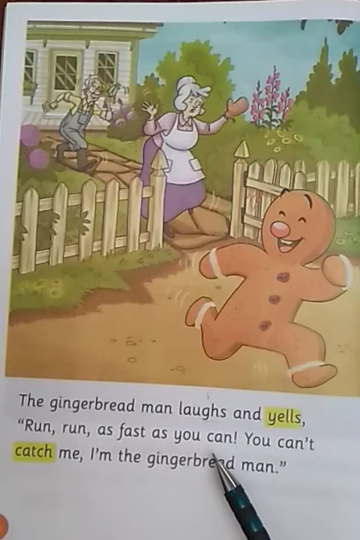 The gingerbread man laughs and yells,
“Run, run, as fast as you can! You can’t
catch me, I’m the gingerbread man.”